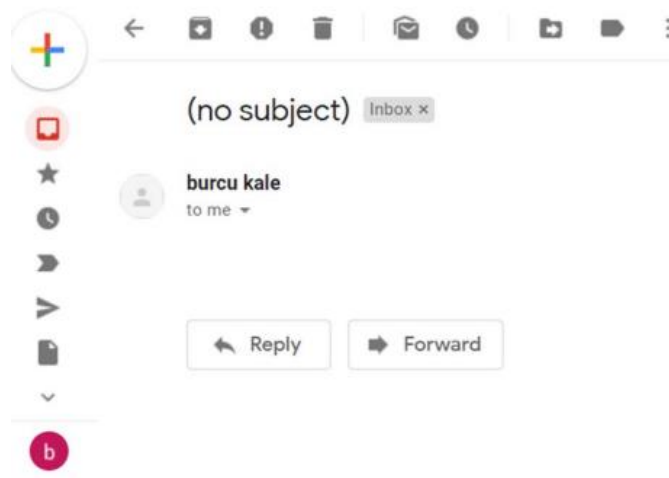 (no subject) Inbox ×
burcu kale
to me
Reply Forward
b